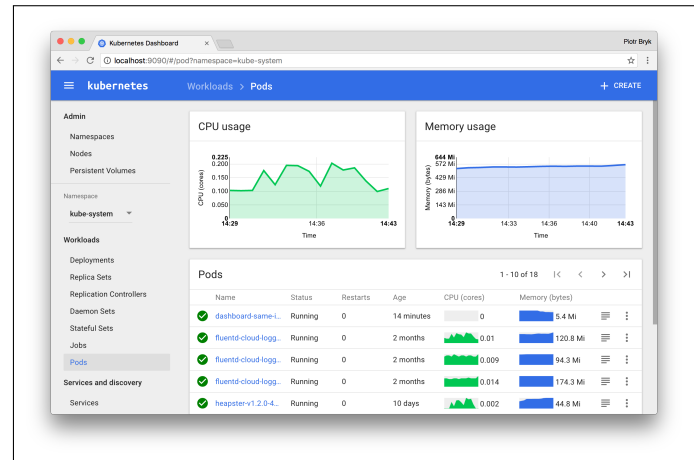 Kubernetes Dashboard
Piotr Bryk
localhost:9090/#/pod?namespace=kube-system
kubernetes
Workloads > Pods
+ CREATE
Admin
Namespaces
Nodes
Persistent Volumes
Namespace
kube-system
Workloads
Deployments
Replica Sets
Replication Controllers
Daemon Sets
Stateful Sets
Jobs
Pods
Services and discovery
Services
CPU usage
CPU (cores)
0.225
0.200
0.150
0.100
0.050
0
14:29 14:36 14:43
Time
Memory usage
Memory (bytes)
644 Mi
572 Mi
429 Mi
286 Mi
143 Mi
0
14:29 14:33 14:36 14:40 14:43
Time
Pods
1 - 10 of 18
Name Status Restarts Age CPU (cores) Memory (bytes)
dashboard-same-i... Running 0 14 minutes 0 5.4 Mi
fluentd-cloud-logg... Running 0 2 months 0.01 120.8 Mi
fluentd-cloud-logg... Running 0 2 months 0.009 94.3 Mi
fluentd-cloud-logg... Running 0 2 months 0.014 174.3 Mi
heapster-v1.2.0-4... Running 0 10 days 0.002 44.8 Mi